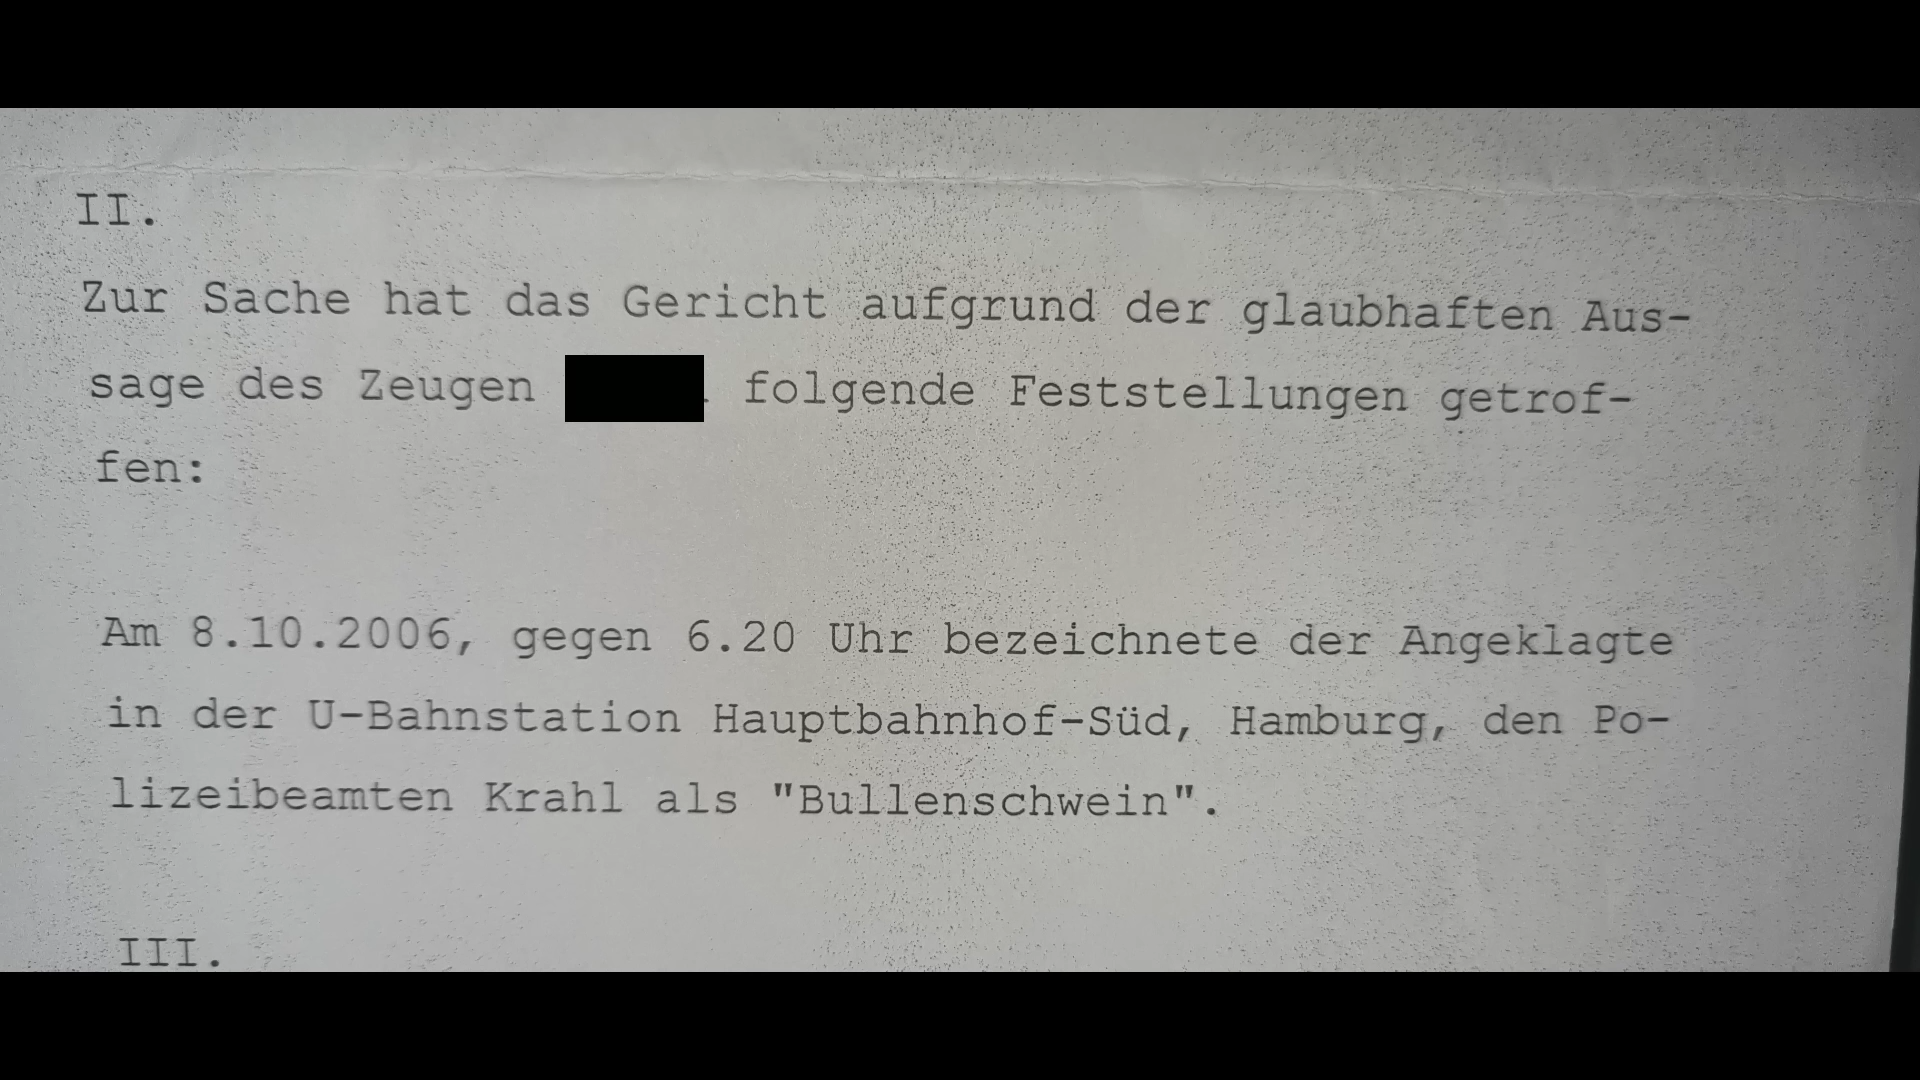 II.
Zur Sache hat das Gericht aufgrund der glaubhaften Aus-
sage des Zeugen . folgende Feststellungen getrof-
fen:
Am 8.10.2006, gegen 6.20 Uhr bezeichnete der Angeklagte
in der U-Bahnstation Hauptbahnhof-Süd, Hamburg, den Po-
lizeibeamten Krahl als "Bullenschwein".
III.